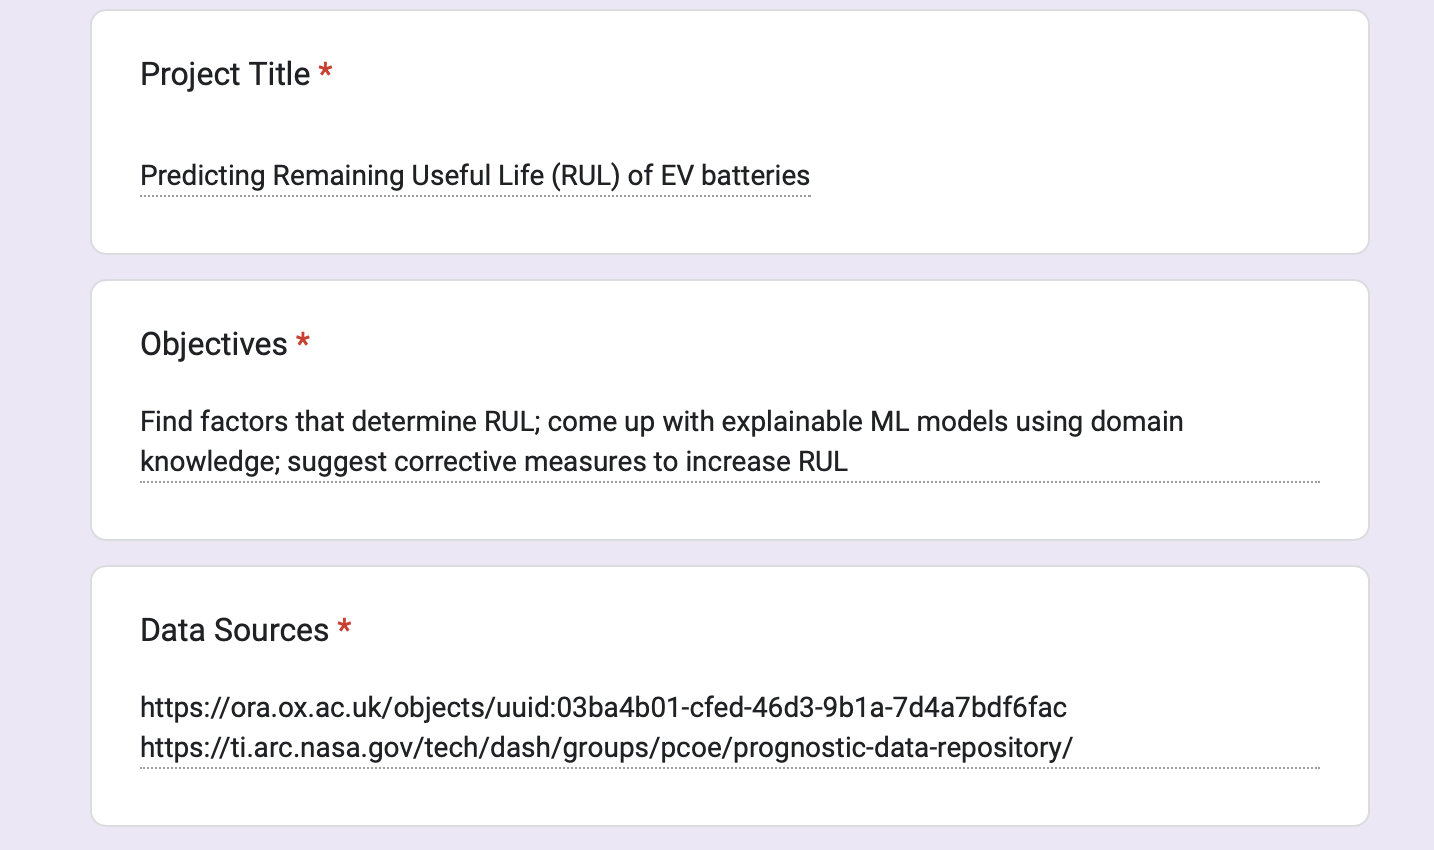 Project Title *
Predicting Remaining Useful Life (RUL) of EV batteries
Objectives *
Find factors that determine RUL; come up with explainable ML models using domain
knowledge; suggest corrective measures to increase RUL
Data Sources *
https://ora.ox.ac.uk/objects/uuid:03ba4b01-cfed-46d3-9b1a-7d4a7bdf6fac
https://ti.arc.nasa.gov/tech/dash/groups/pcoe/prognostic-data-repository/